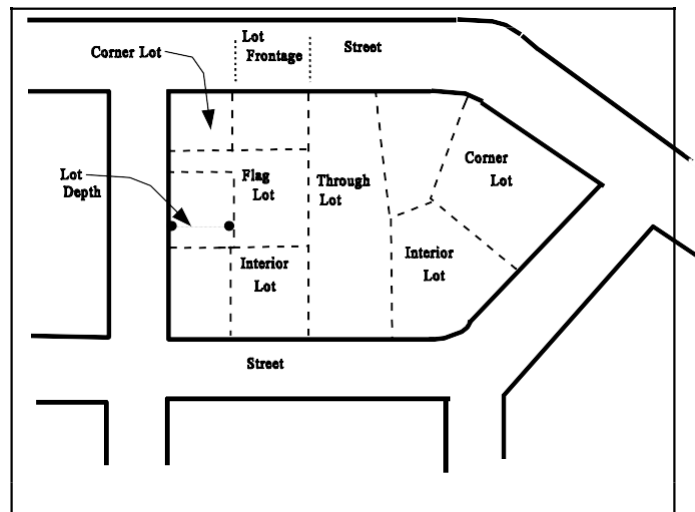 Lot
Frontage
Street
Corner Lot
Lot
Depth
Flag
Lot
Through
Lot
Corner
Lot
Interior
Lot
Interior
Lot
Street